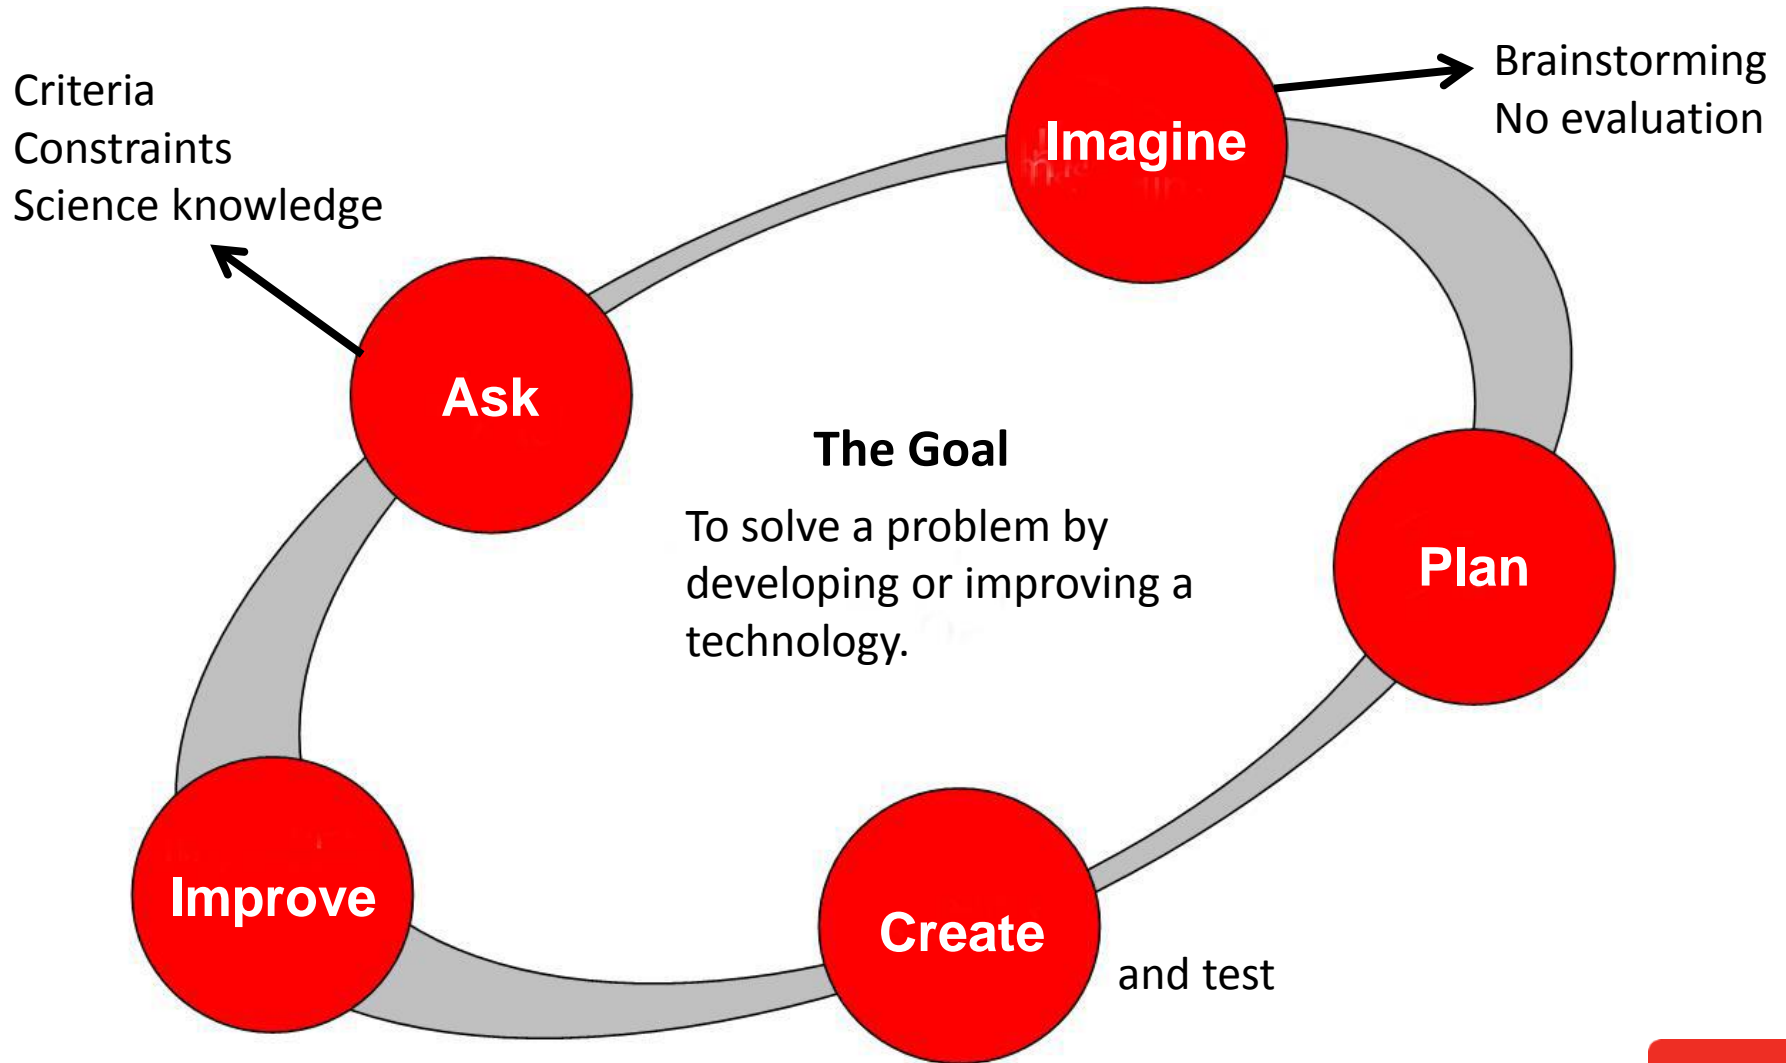 Criteria
Constraints
Science knowledge
Imagine
Brainstorming
No evaluation
Ask
The Goal
To solve a problem by
developing or improving a
technology.
Plan
Improve
Create
and test